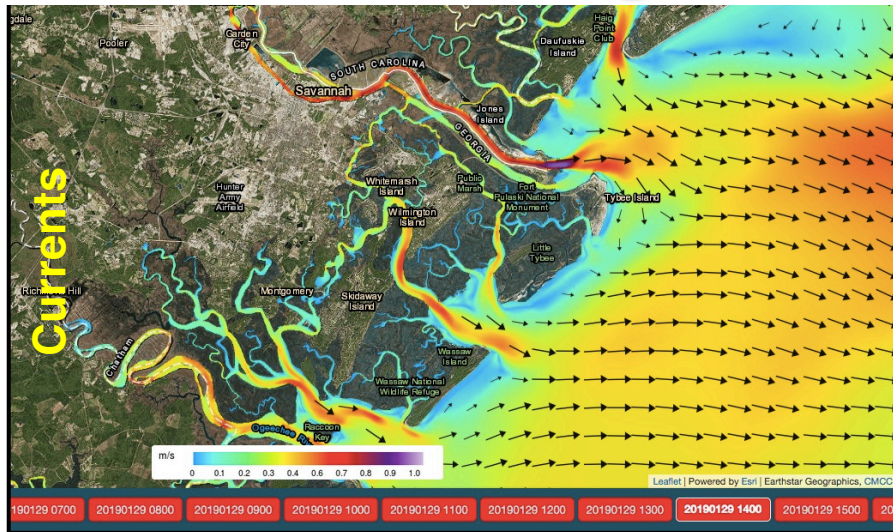 gdale
Pooler
Garden
City
Haig
Point
Club
Daufuskie
Island
SOUTH CAROLINA
Savannah
Jones
Island
GEORGIA
Hunter
Army
Airfield
Whitemarsh
Island
Public
Marsh
Fort
Pulaski National
Monument
Tybee Island
Wilmington
Island
Little
Tybee
Currents
Montgomery
Skidaway
Island
Chatham
Wassaw
Island
Wassaw National
Wildlife Refuge
Raccoon
Key
m/s
0 0.1 0.2 0.3 0.4 0.5 0.6 0.7 0.8 0.9 1.0
Leaflet | Powered by Esri | Earthstar Geographics, CMCC
20190129 0800
20190129 0900
20190129 1000
20190129 1100
20190129 1200
20190129 1300
20190129 1400
20190129 1500